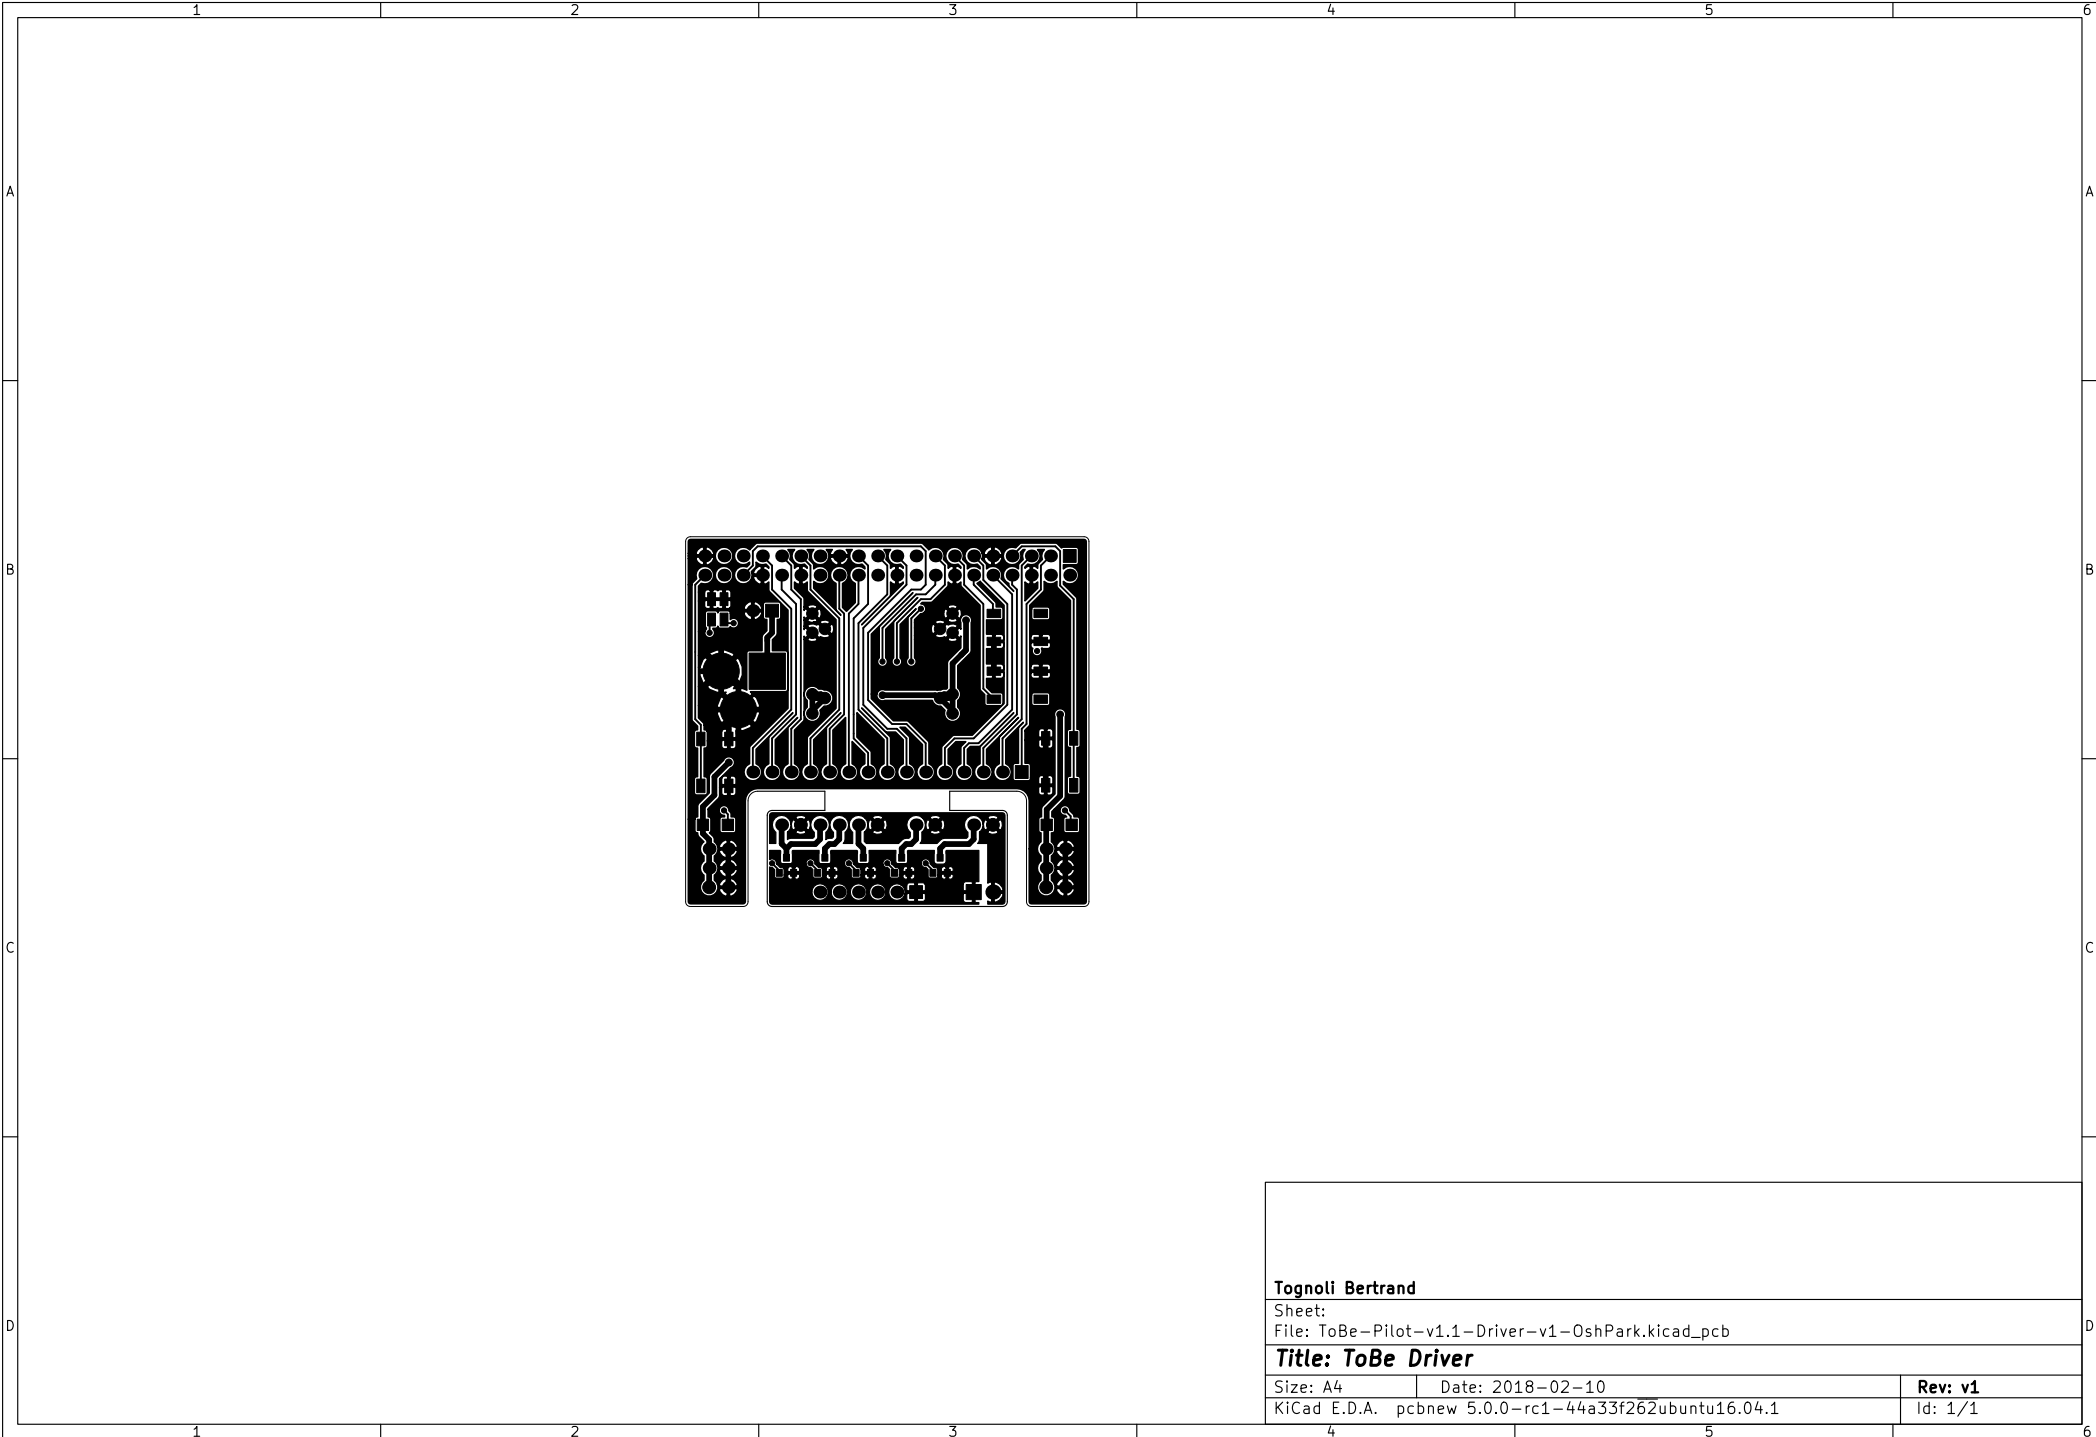 1 2 3 4 5 6
A A
B B
C C
D D
Tognoli Bertrand
Sheet:
File: ToBe-Pilot-v1.1-Driver-v1-OshPark.kicad_pcb
Title: ToBe Driver
Size: A4 Date: 2018-02-10 Rev: v1
KiCad E.D.A. pcbnew 5.0.0-rc1-44a33f262ubuntu16.04.1 Id: 1/1
1 2 3 4 5 6